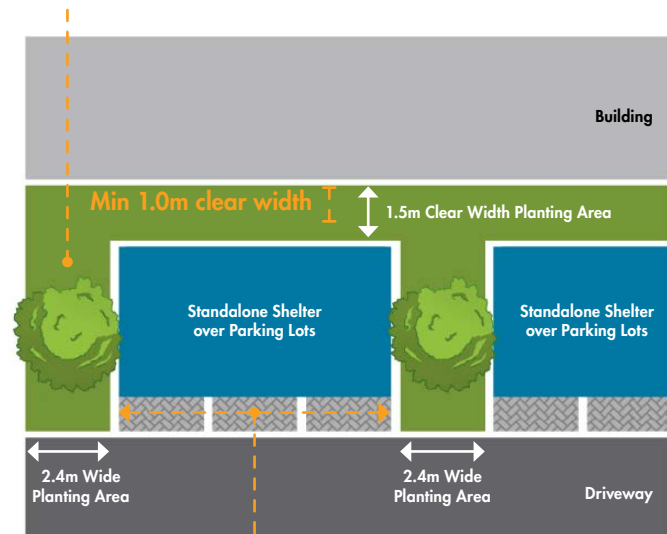 Building
Min 1.0m clear width
1.5m Clear Width Planting Area
Standalone Shelter
over Parking Lots
Standalone Shelter
over Parking Lots
2.4m Wide
Planting Area
2.4m Wide
Planting Area
Driveway